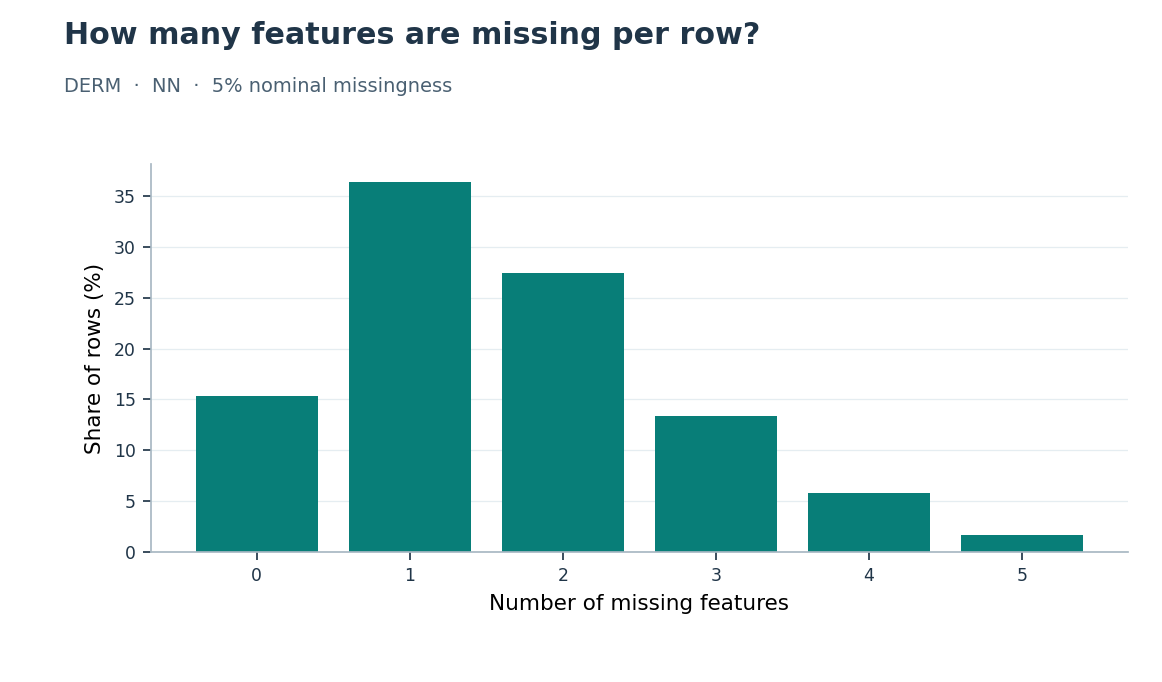 How many features are missing per row?
DERM · NN · 5% nominal missingness
35
30
25
20
15
10
5
0
Share of rows (%)
0 1 2 3 4 5
Number of missing features